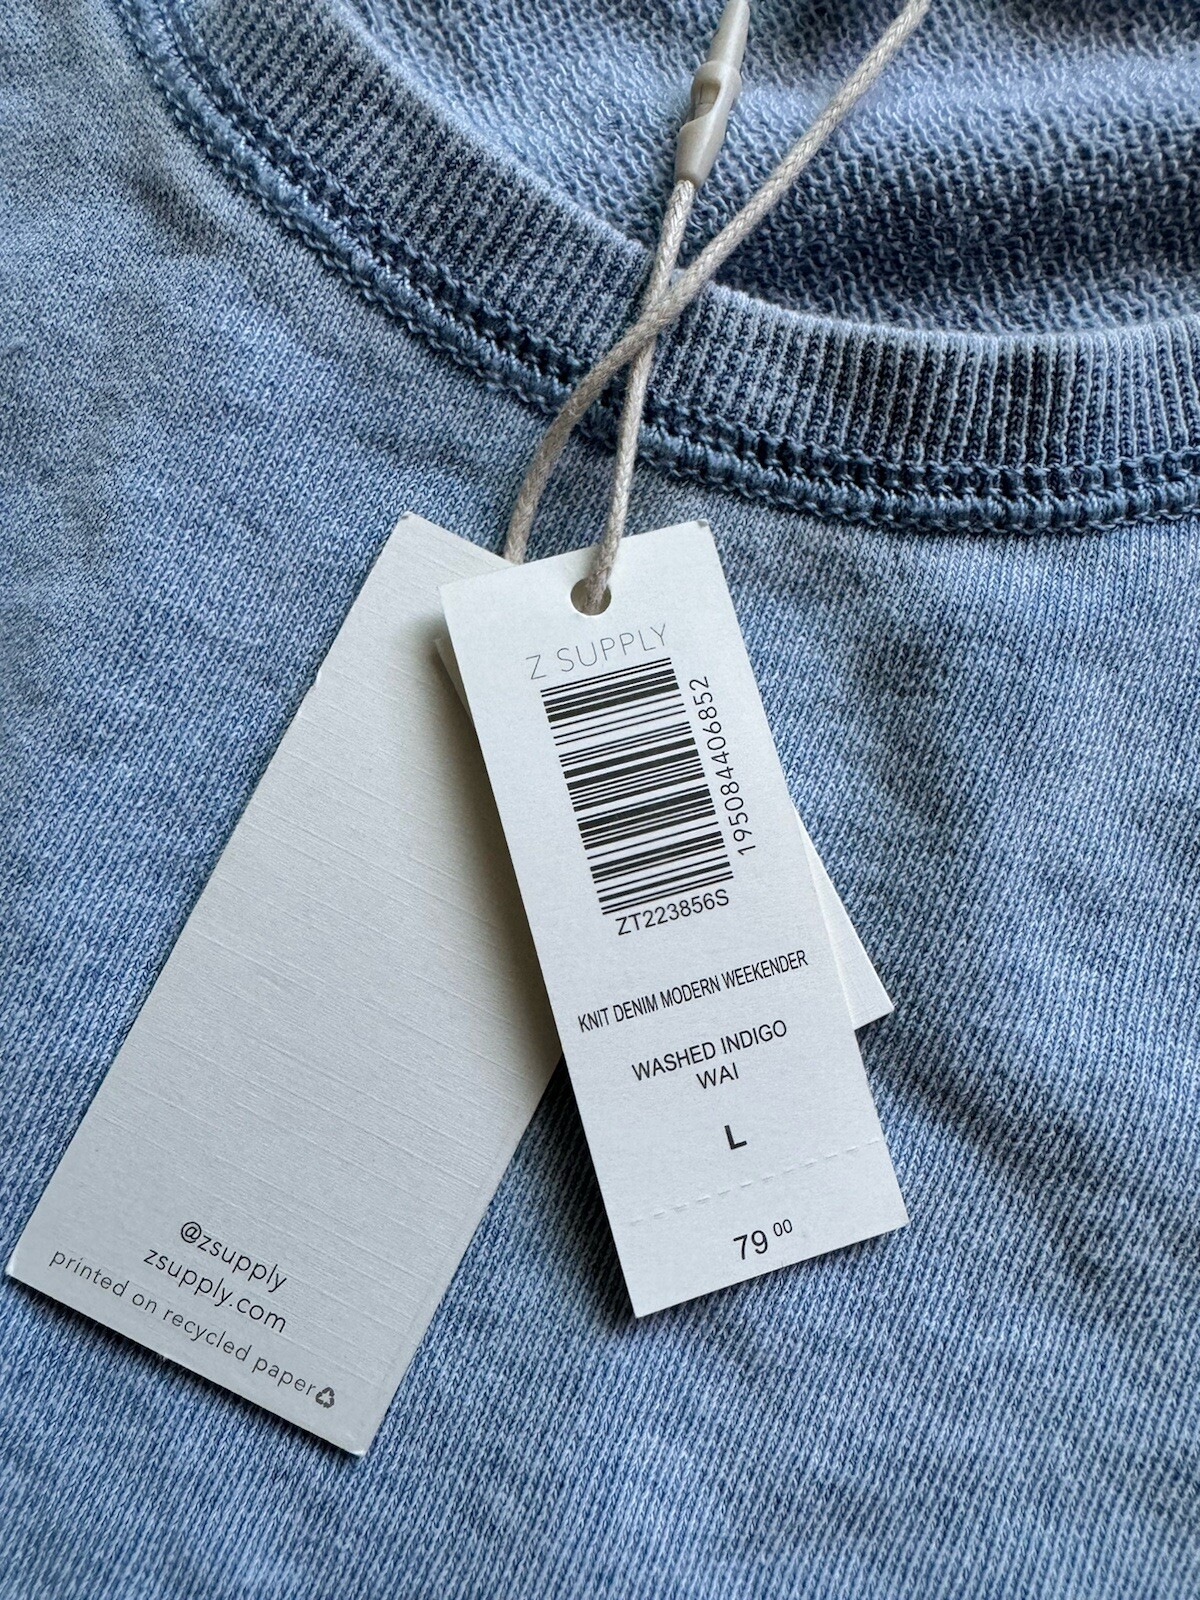 Z SUPPLY
195084406852
ZT223856S
KNIT DENIM MODERN WEEKENDER
WASHED INDIGO
WAI
L
79 00
@zsupply
zsupply.com
printed on recycled paper